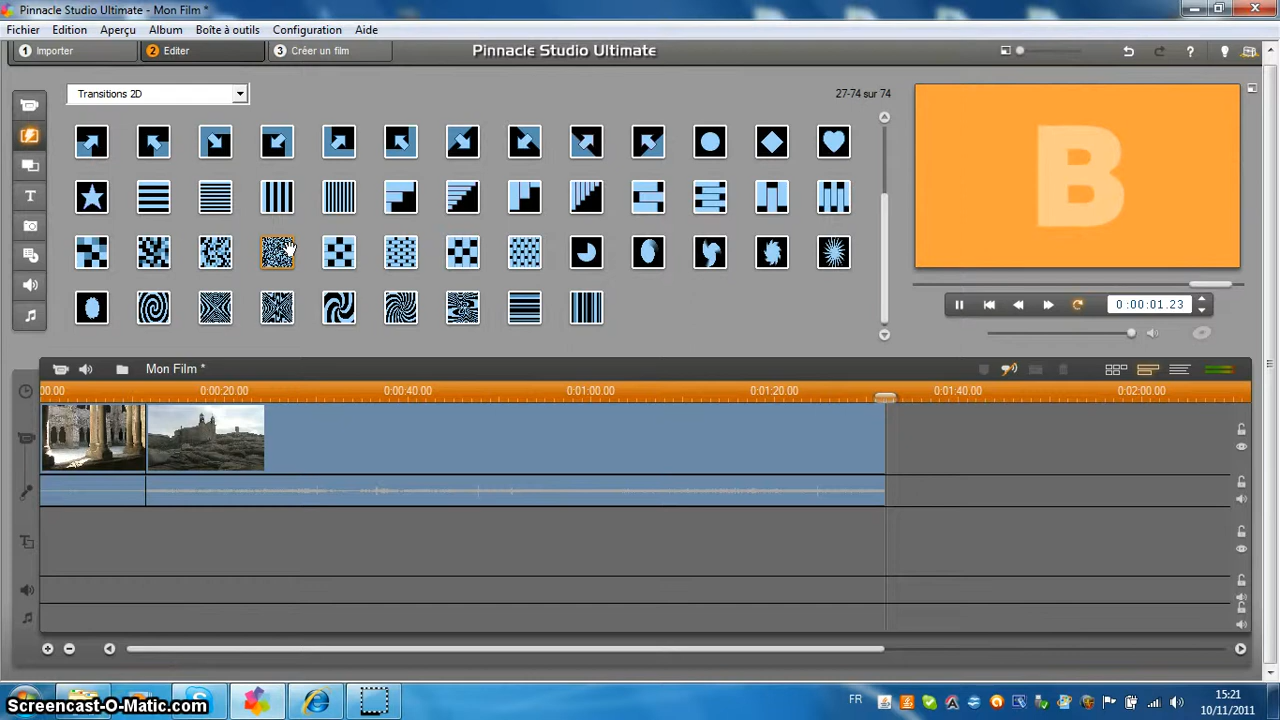 Pinnacle Studio Ultimate - Mon Film *
Fichier Edition Aperçu Album Boîte à outils Configuration Aide
1 Importer 2 Editer 3 Créer un film Pinnacle Studio Ultimate
Transitions 2D 27-74 sur 74
B
0:00:01.23
Mon Film *
00.00 0:00:20.00 0:00:40.00 0:01:00.00 0:01:20.00 0:01:40.00 0:02:00.00
FR 15:21
10/11/2011
Screencast-O-Matic.com